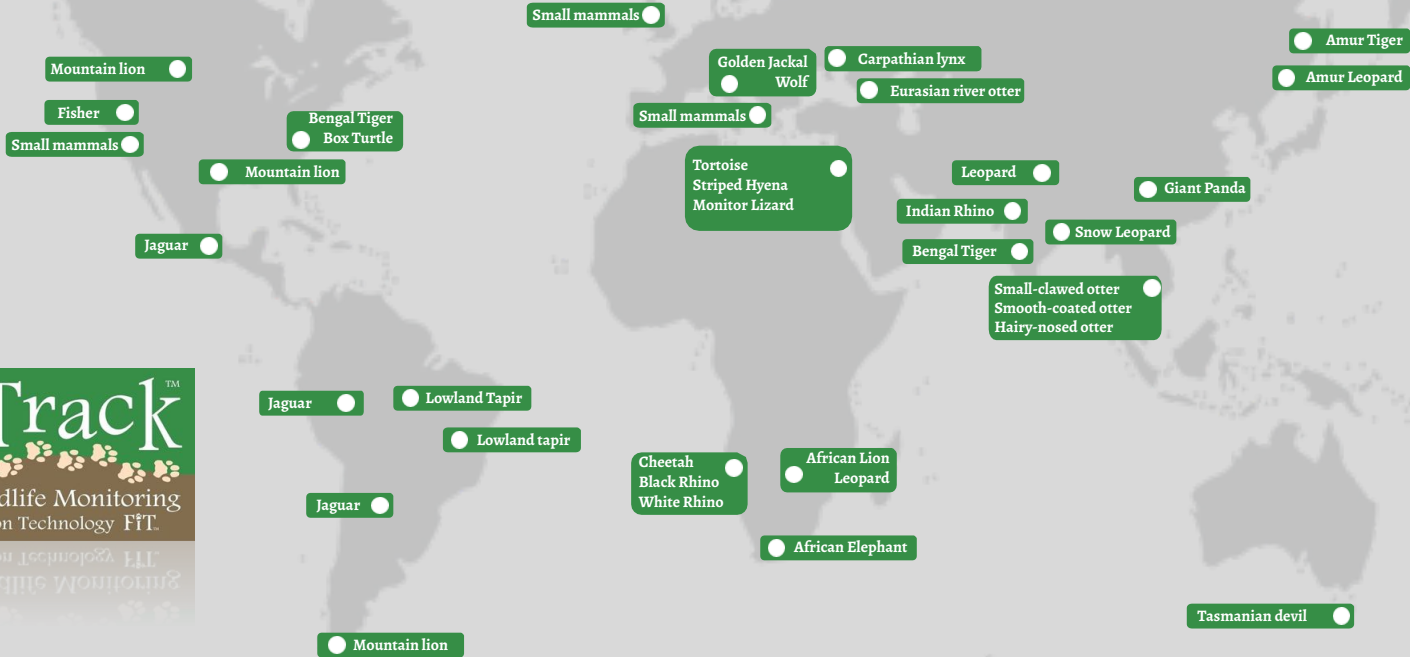 Small mammals
Amur Tiger
Mountain lion
Golden Jackal
Wolf
Carpathian lynx
Amur Leopard
Eurasian river otter
Fisher
Small mammals
Bengal Tiger
Box Turtle
Small mammals
Mountain lion
Tortoise
Striped Hyena
Monitor Lizard
Leopard
Giant Panda
Indian Rhino
Snow Leopard
Jaguar
Bengal Tiger
Small-clawed otter
Smooth-coated otter
Hairy-nosed otter
Track™
dlife Monitoring
on Technology FiT™
Jaguar
Lowland Tapir
Lowland tapir
Cheetah
Black Rhino
White Rhino
African Lion
Leopard
Jaguar
African Elephant
Tasmanian devil
Mountain lion